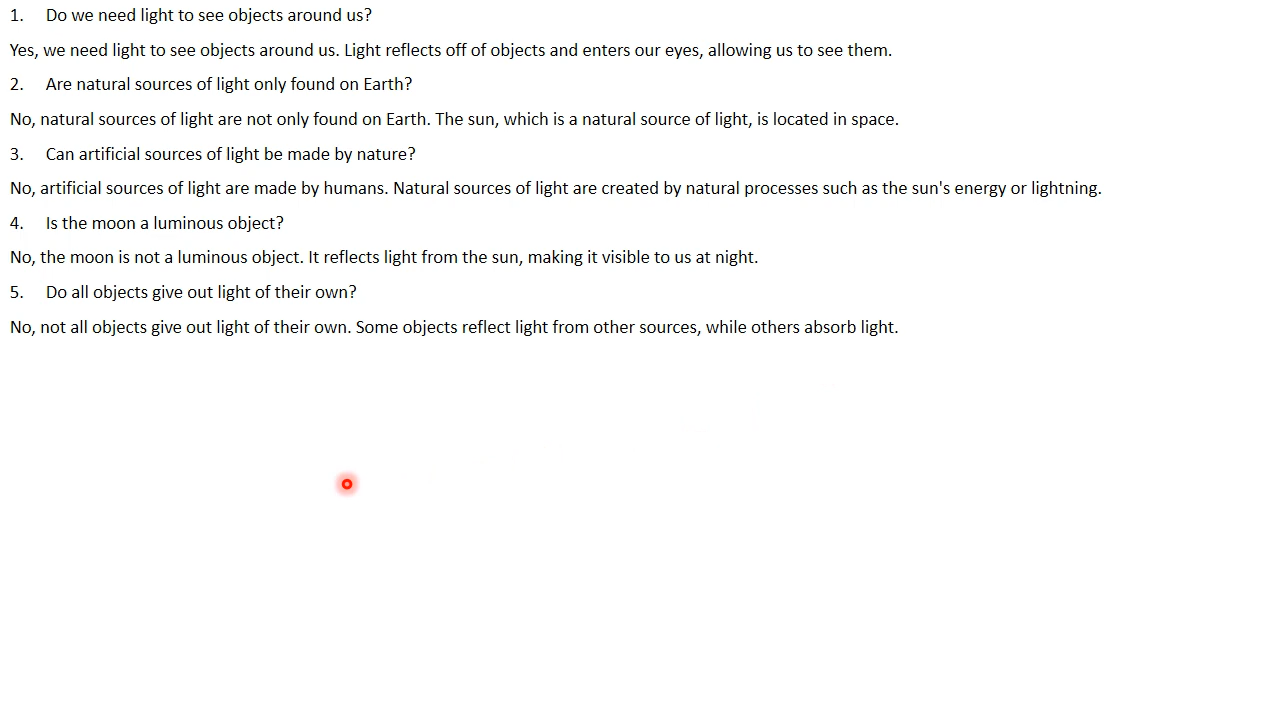 1. Do we need light to see objects around us?
Yes, we need light to see objects around us. Light reflects off of objects and enters our eyes, allowing us to see them.
2. Are natural sources of light only found on Earth?
No, natural sources of light are not only found on Earth. The sun, which is a natural source of light, is located in space.
3. Can artificial sources of light be made by nature?
No, artificial sources of light are made by humans. Natural sources of light are created by natural processes such as the sun's energy or lightning.
4. Is the moon a luminous object?
No, the moon is not a luminous object. It reflects light from the sun, making it visible to us at night.
5. Do all objects give out light of their own?
No, not all objects give out light of their own. Some objects reflect light from other sources, while others absorb light.